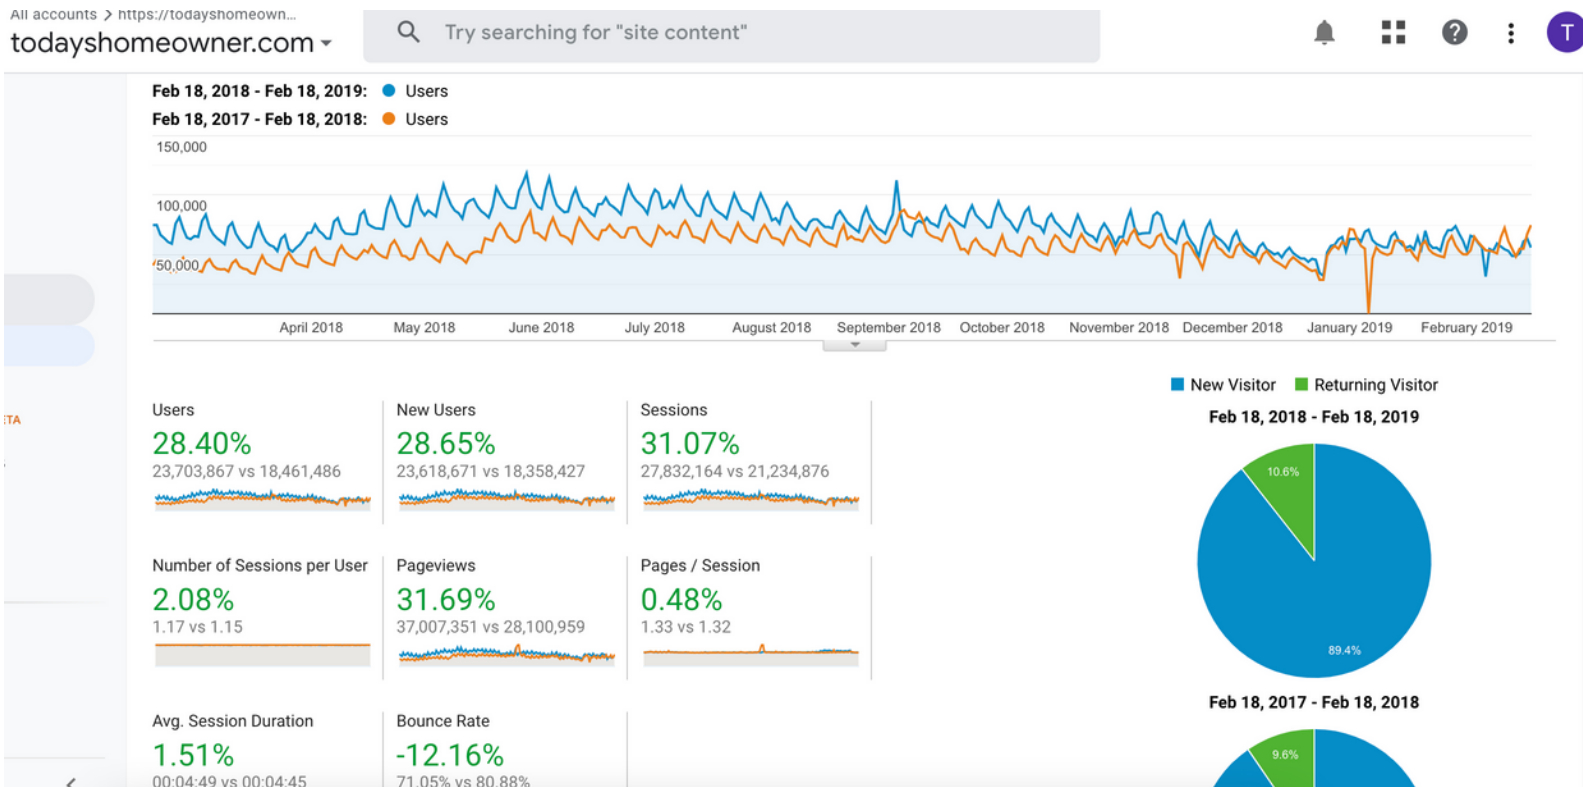 All accounts > https://todayshomeown...
todayshomeowner.com
Try searching for "site content"
T
Feb 18, 2018 - Feb 18, 2019: Users
Feb 18, 2017 - Feb 18, 2018: Users
150,000
100,000
50,000
April 2018 May 2018 June 2018 July 2018 August 2018 September 2018 October 2018 November 2018 December 2018 January 2019 February 2019
ETA
Users
28.40%
23,703,867 vs 18,461,486
New Users
28.65%
23,618,671 vs 18,358,427
Sessions
31.07%
27,832,164 vs 21,234,876
Number of Sessions per User
2.08%
1.17 vs 1.15
Pageviews
31.69%
37,007,351 vs 28,100,959
Pages / Session
0.48%
1.33 vs 1.32
Avg. Session Duration
1.51%
00:04:49 vs 00:04:45
Bounce Rate
-12.16%
71.05% vs 80.88%
New Visitor Returning Visitor
Feb 18, 2018 - Feb 18, 2019
10.6%
89.4%
Feb 18, 2017 - Feb 18, 2018
9.6%